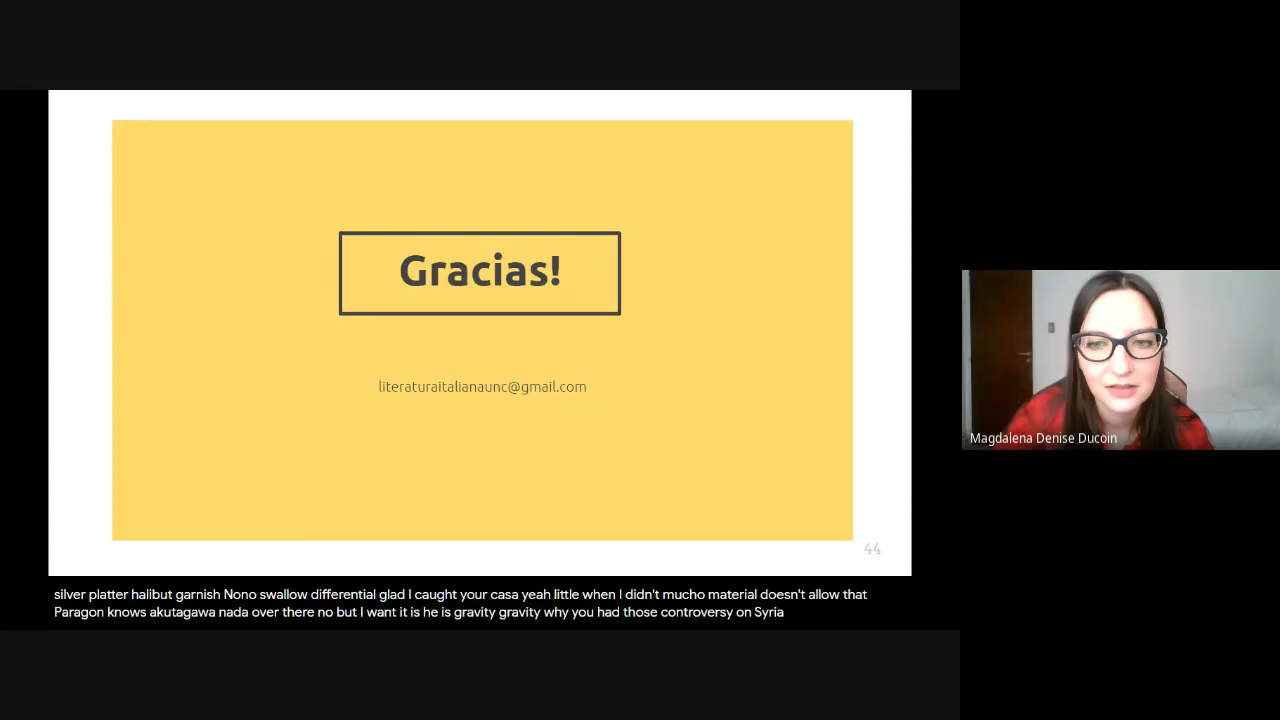 Gracias!
literaturaitalianaunc@gmail.com
44
Magdalena Denise Ducoin
silver platter halibut garnish Nono swallow differential glad I caught your casa yeah little when I didn't mucho material doesn't allow that
Paragon knows akutagawa nada over there no but I want it is he is gravity gravity why you had those controversy on Syria